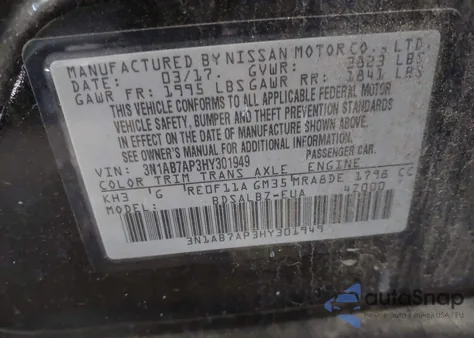 MANUFACTURED BY NISSAN MOTOR CO., LTD.
DATE: 03/17. GVWR: 3823 LBS
GAWR FR: 1995 LBS GAWR RR: 1841 LBS
THIS VEHICLE CONFORMS TO ALL APPLICABLE FEDERAL MOTOR
VEHICLE SAFETY, BUMPER AND THEFT PREVENTION STANDARDS
IN EFFECT ON THE DATE OF MANUFACTURE SHOWN ABOVE.
SEE OWNER'S MANUAL FOR ADDITIONAL INFORMATION.
VIN: 3N1AB7AP3HY301949 PASSENGER CAR.
COLOR TRIM TRANS AXLE ENGINE
KH3 G RE0F11A GM35 MRA8DE 1798 CC
MODEL: BDSALBZ-EUA 4Z000
3N1AB7AP3HY301949
autoSnap